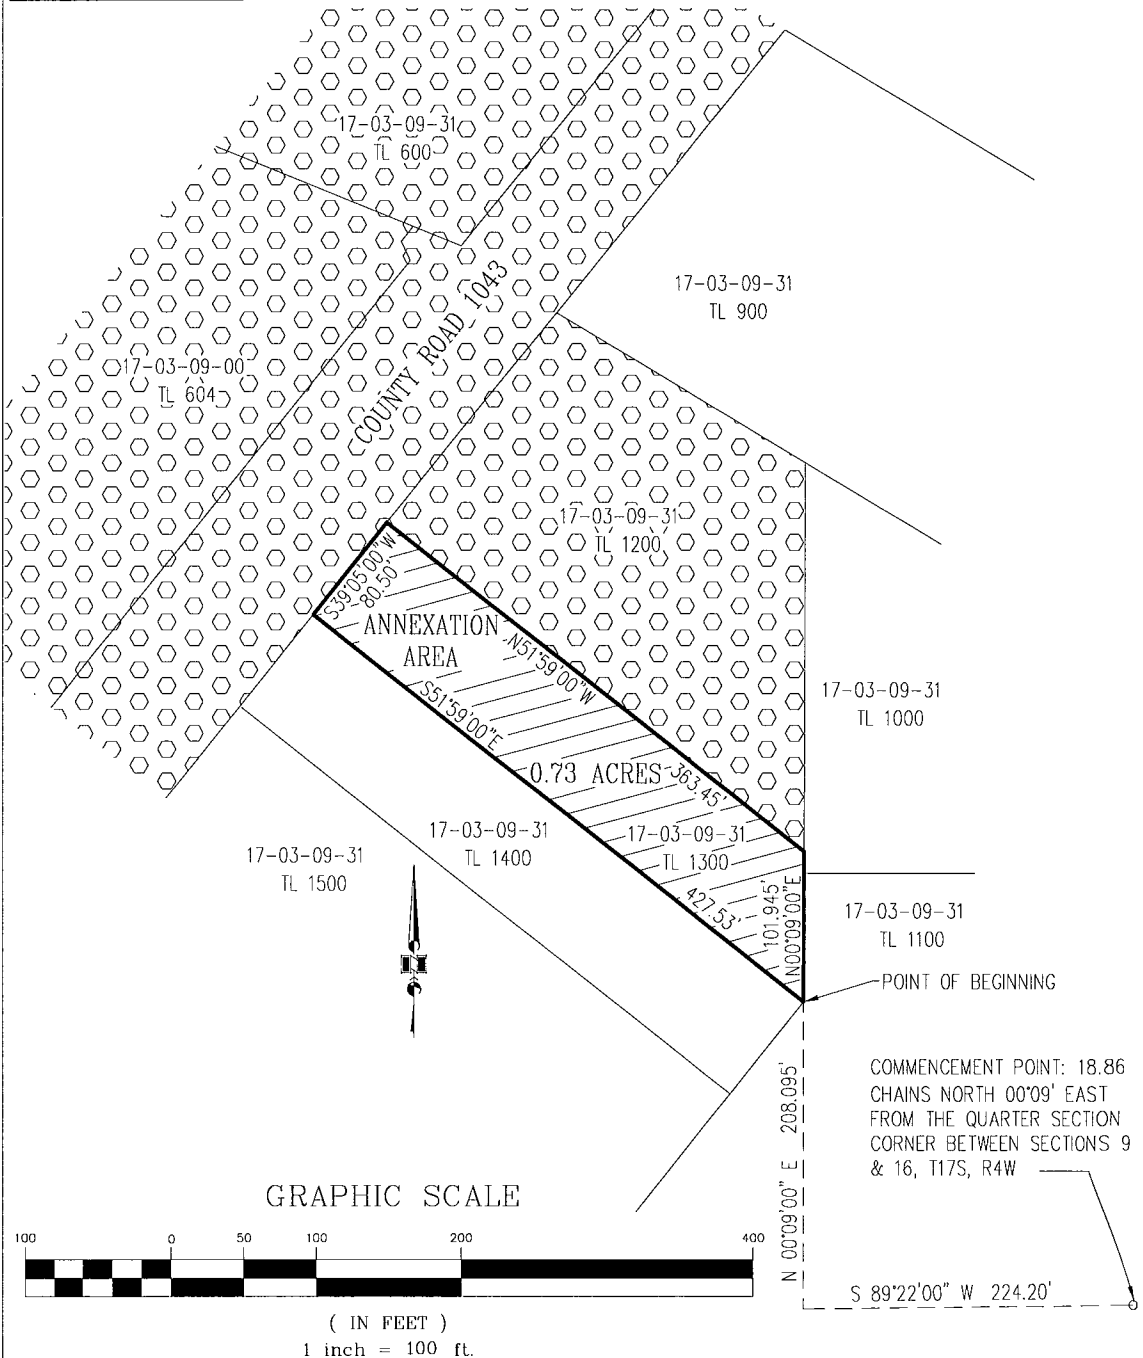 17-03-09-31
TL 600
17-03-09-31
TL 900
COUNTY ROAD 1043
17-03-09-00
TL 604
17-03-09-31
TL 1200
S39°05'00"W
80.50'
ANNEXATION
AREA
N51°59'00"W
363.45'
17-03-09-31
TL 1000
S51°59'00"E
427.53'
0.73 ACRES
17-03-09-31
TL 1300
17-03-09-31
TL 1400
17-03-09-31
TL 1500
101.945'
N00°09'00"E
17-03-09-31
TL 1100
POINT OF BEGINNING
COMMENCEMENT POINT: 18.86
CHAINS NORTH 00°09' EAST
FROM THE QUARTER SECTION
CORNER BETWEEN SECTIONS 9
& 16, T17S, R4W
N 00°09'00" E 208.095'
S 89°22'00" W 224.20'
GRAPHIC SCALE
100 0 50 100 200 400
( IN FEET )
1 inch = 100 ft.